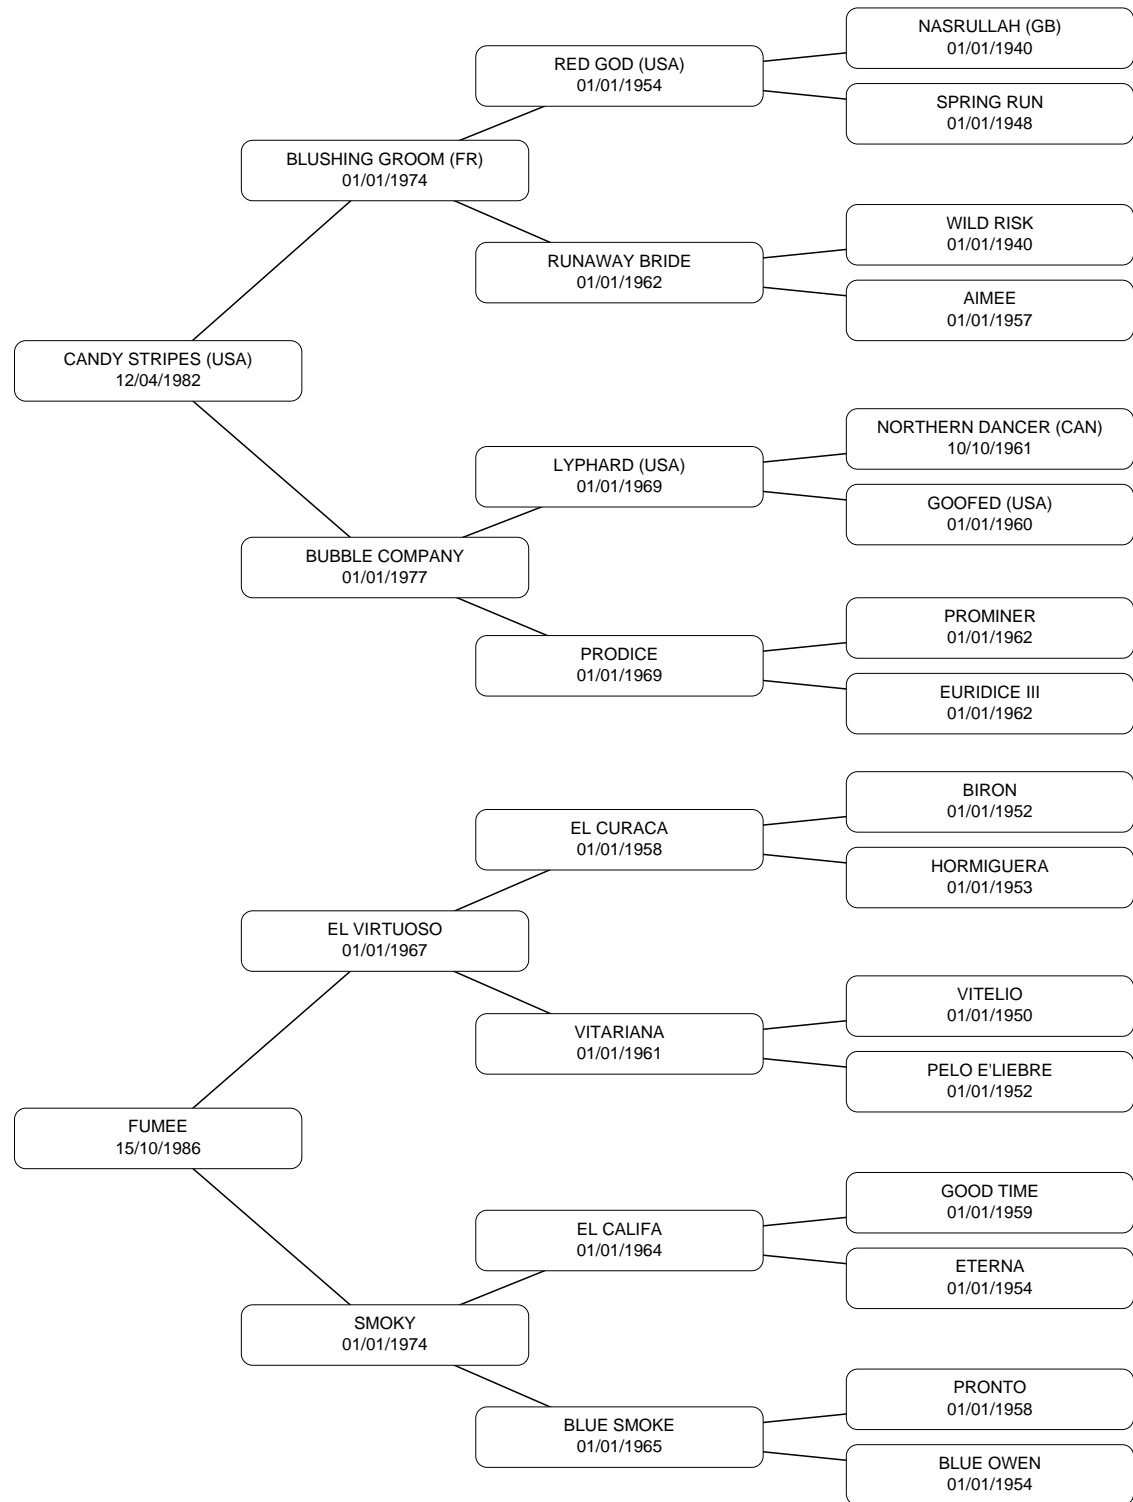 NASRULLAH (GB)
01/01/1940
RED GOD (USA)
01/01/1954
SPRING RUN
01/01/1948
BLUSHING GROOM (FR)
01/01/1974
WILD RISK
01/01/1940
RUNAWAY BRIDE
01/01/1962
AIMEE
01/01/1957
CANDY STRIPES (USA)
12/04/1982
NORTHERN DANCER (CAN)
10/10/1961
LYPHARD (USA)
01/01/1969
GOOFED (USA)
01/01/1960
BUBBLE COMPANY
01/01/1977
PROMINER
01/01/1962
PRODICE
01/01/1969
EURIDICE III
01/01/1962
BIRON
01/01/1952
EL CURACA
01/01/1958
HORMIGUERA
01/01/1953
EL VIRTUOSO
01/01/1967
VITELIO
01/01/1950
VITARIANA
01/01/1961
PELO E'LIEBRE
01/01/1952
FUMEE
15/10/1986
GOOD TIME
01/01/1959
EL CALIFA
01/01/1964
ETERNA
01/01/1954
SMOKY
01/01/1974
PRONTO
01/01/1958
BLUE SMOKE
01/01/1965
BLUE OWEN
01/01/1954